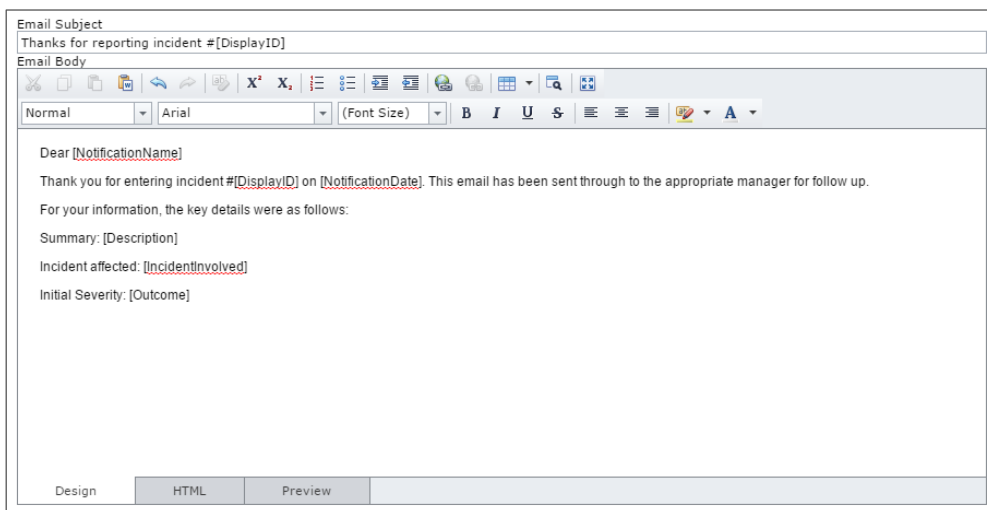 Email Subject
Thanks for reporting incident #[DisplayID]
Email Body
X² X₂
Normal Arial (Font Size) B I U S A
Dear [NotificationName]
Thank you for entering incident #[DisplayID] on [NotificationDate]. This email has been sent through to the appropriate manager for follow up.
For your information, the key details were as follows:
Summary: [Description]
Incident affected: [IncidentInvolved]
Initial Severity: [Outcome]
Design HTML Preview